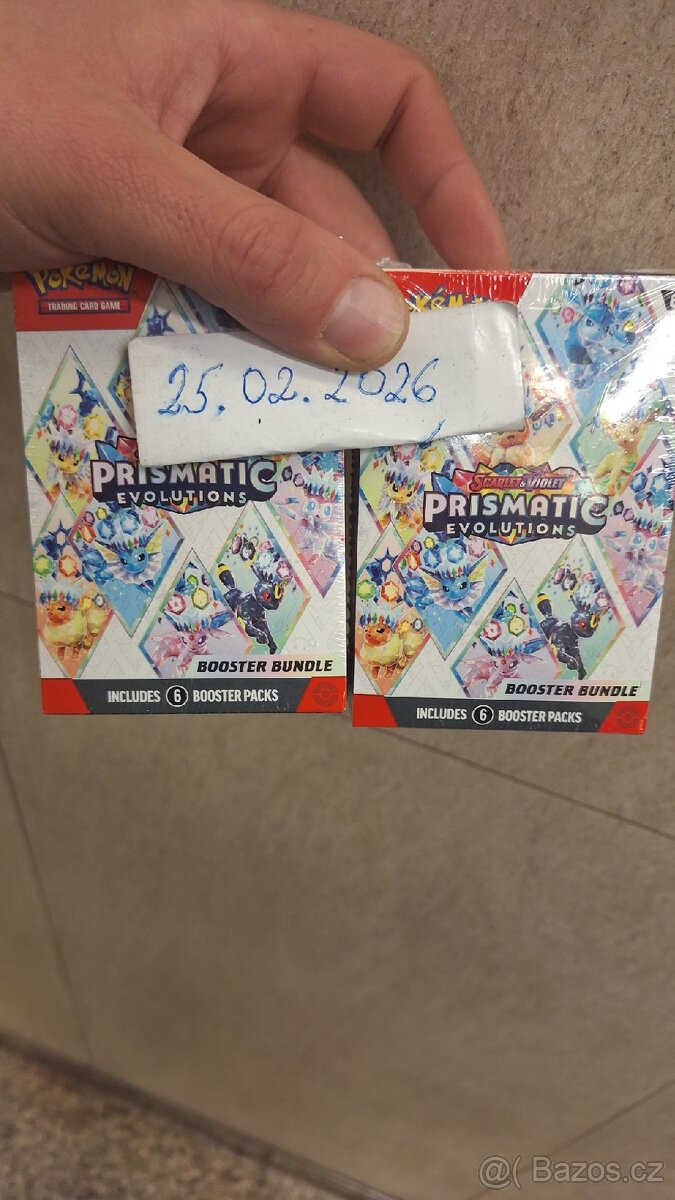 POKÉMON
TRADING CARD GAME
25.02.2026
PRISMATIC
EVOLUTIONS
BOOSTER BUNDLE
INCLUDES 6 BOOSTER PACKS
SCARLET & VIOLET
PRISMATIC
EVOLUTIONS
BOOSTER BUNDLE
INCLUDES 6 BOOSTER PACKS
@( Bazos.cz